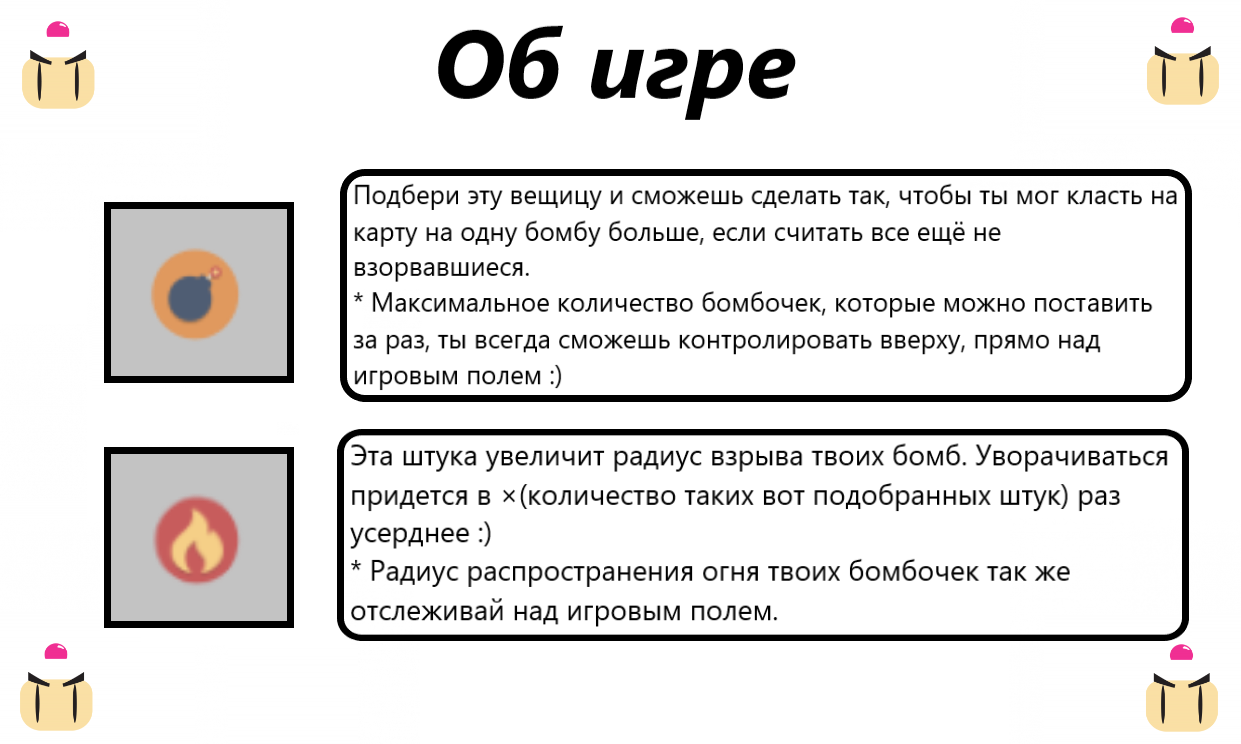 Об игре
Подбери эту вещицу и сможешь сделать так, чтобы ты мог класть на
карту на одну бомбу больше, если считать все ещё не
взорвавшиеся.
* Максимальное количество бомбочек, которые можно поставить
за раз, ты всегда сможешь контролировать вверху, прямо над
игровым полем :)
Эта штука увеличит радиус взрыва твоих бомб. Уворачиваться
придется в ×(количество таких вот подобранных штук) раз
усерднее :)
* Радиус распространения огня твоих бомбочек так же
отслеживай над игровым полем.